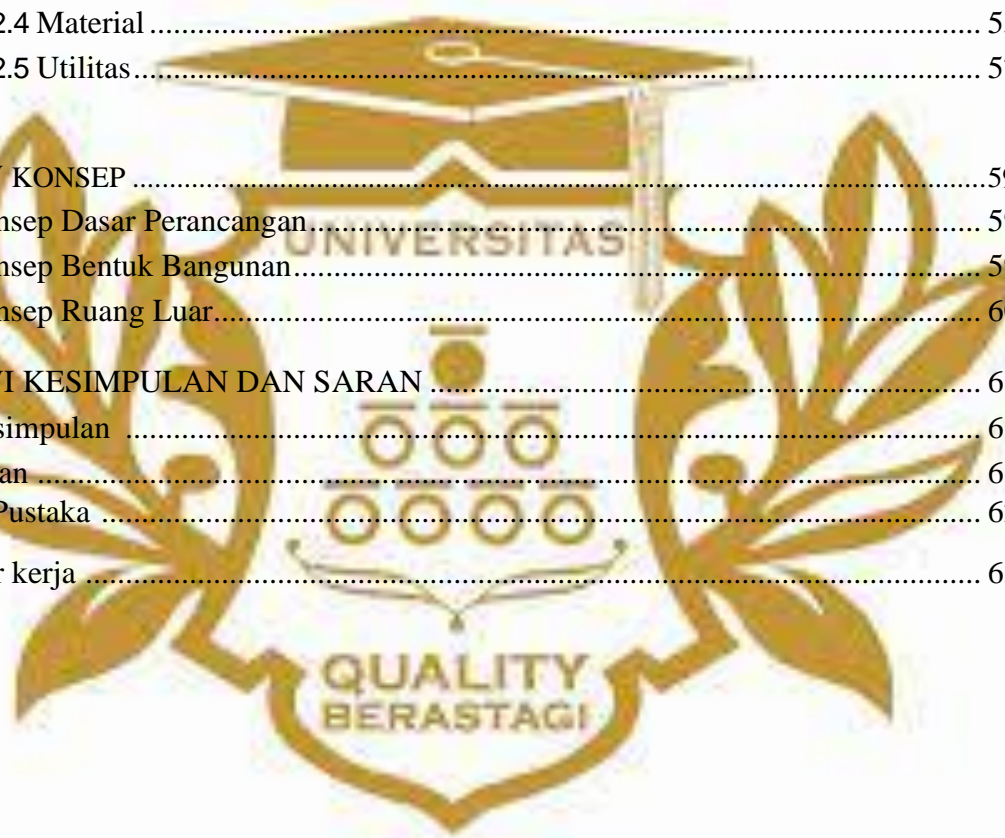 2.4 Material ........ 5
2.5 Utilitas ........ 5
V KONSEP ........ 5
nsep Dasar Perancangan ........ 5
UNIVERSITAS
nsep Bentuk Bangunan ........ 5
nsep Ruang Luar ........ 6
VI KESIMPULAN DAN SARAN ........ 6
simpulan ........ 6
an ........ 6
Pustaka ........ 6
r kerja ........ 6
QUALITY
BERASTAGI